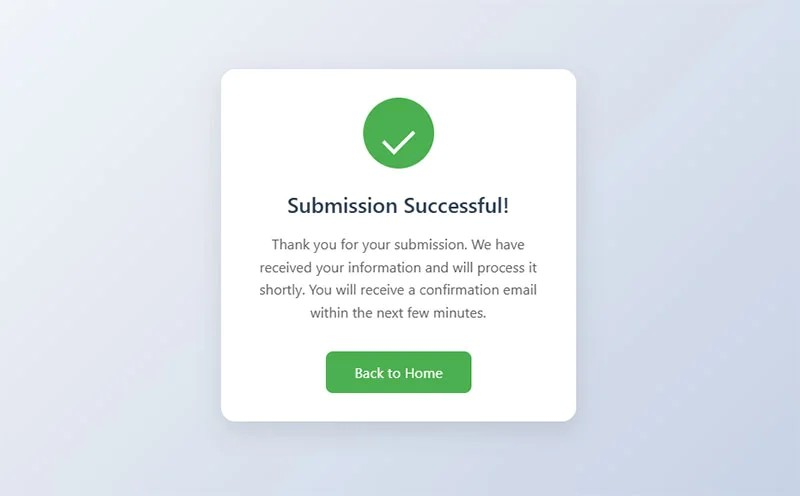 Submission Successful!
Thank you for your submission. We have
received your information and will process it
shortly. You will receive a confirmation email
within the next few minutes.
Back to Home